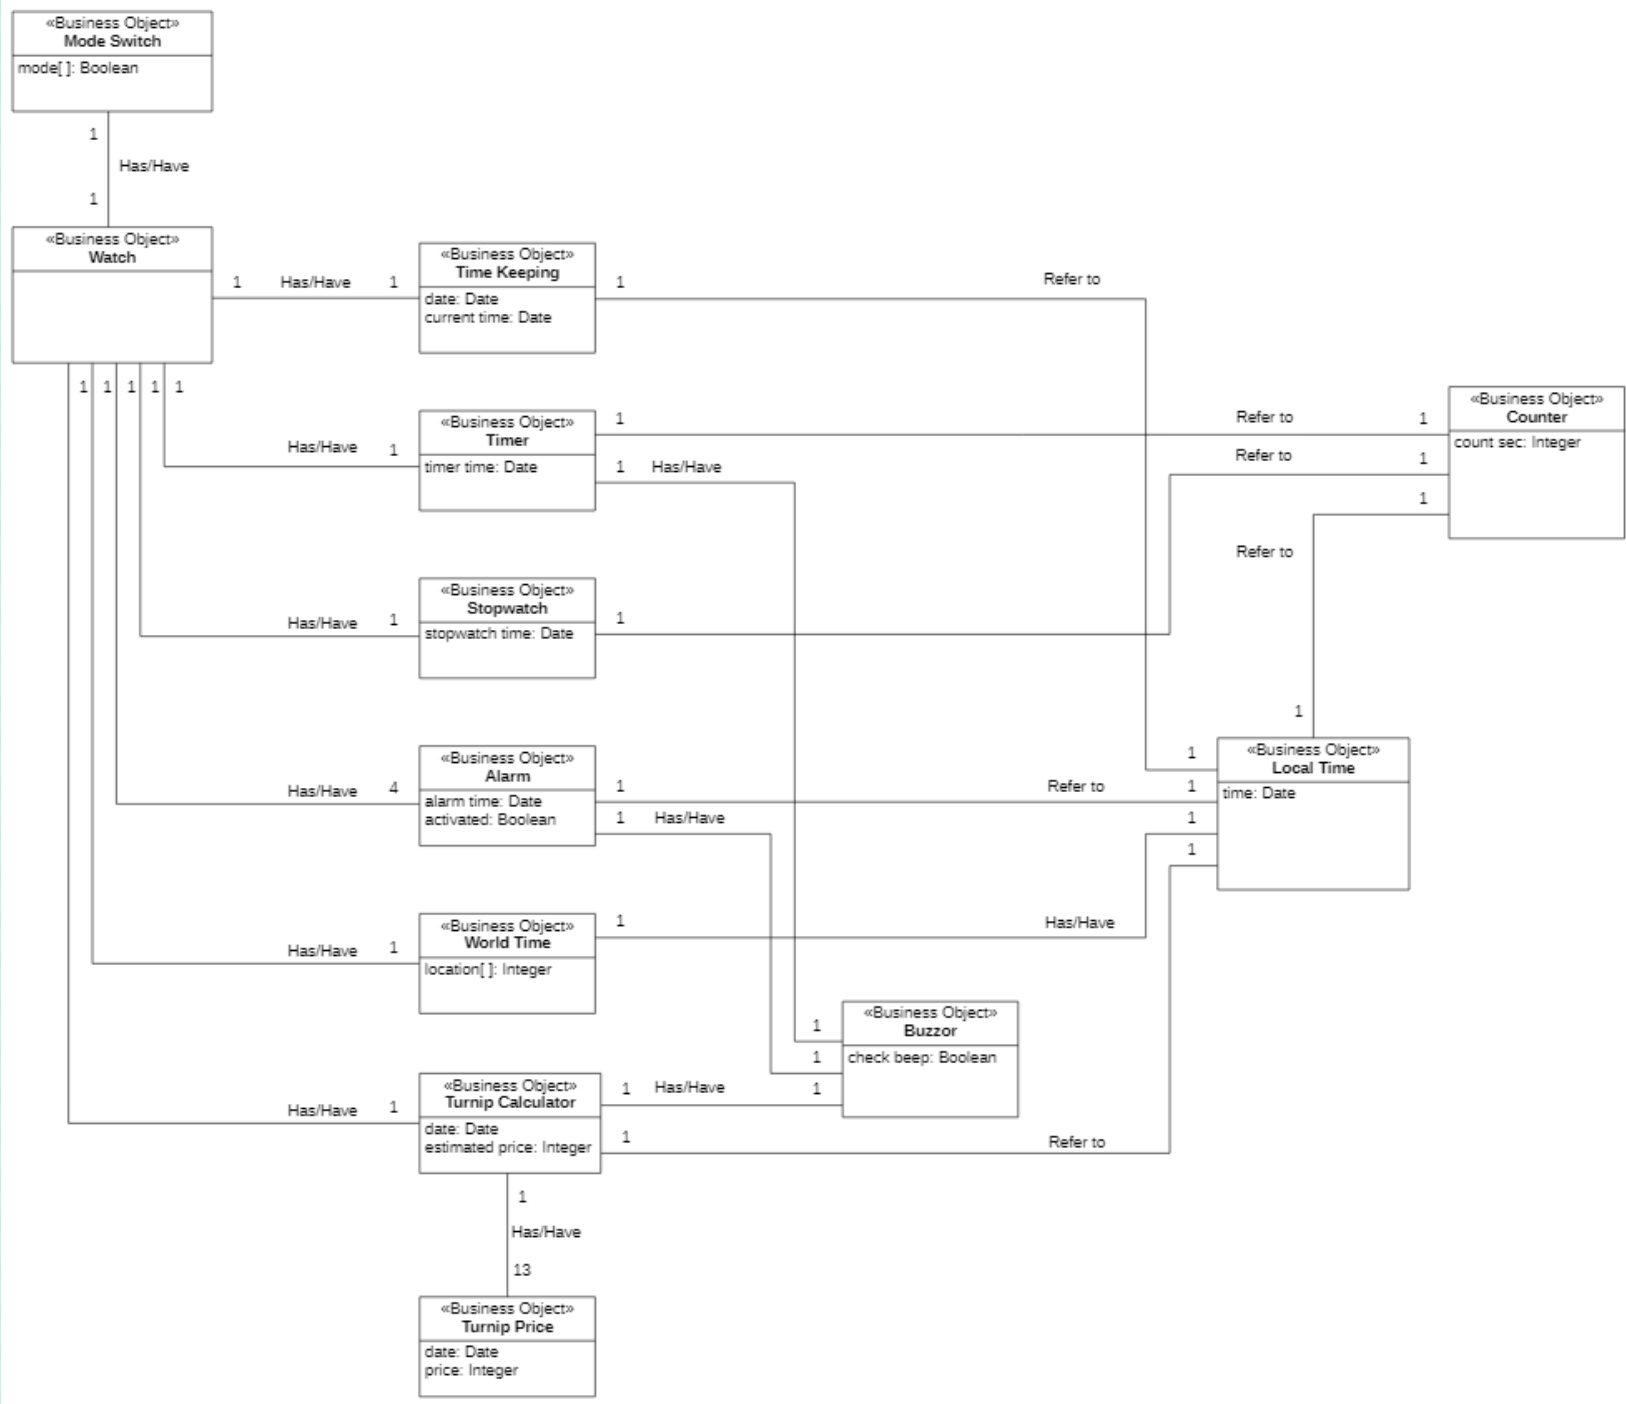 «Business Object»
Mode Switch
mode[ ]: Boolean
1
Has/Have
1
«Business Object»
Watch
1 Has/Have 1
«Business Object»
Time Keeping
date: Date
current time: Date
1 Refer to
1 1 1 1 1
Has/Have 1
«Business Object»
Timer
timer time: Date
1 Refer to 1
1 Has/Have
Refer to 1
1
Refer to
«Business Object»
Counter
count sec: Integer
Has/Have 1
«Business Object»
Stopwatch
stopwatch time: Date
1
1
Has/Have 4
«Business Object»
Alarm
alarm time: Date
activated: Boolean
1
1 Refer to 1
1 Has/Have 1
1
«Business Object»
Local Time
time: Date
Has/Have 1
«Business Object»
World Time
location[ ]: Integer
1 Has/Have
1
1
1
«Business Object»
Buzzor
check beep: Boolean
Has/Have 1
«Business Object»
Turnip Calculator
date: Date
estimated price: Integer
1 Has/Have
1 Refer to
1
Has/Have
13
«Business Object»
Turnip Price
date: Date
price: Integer